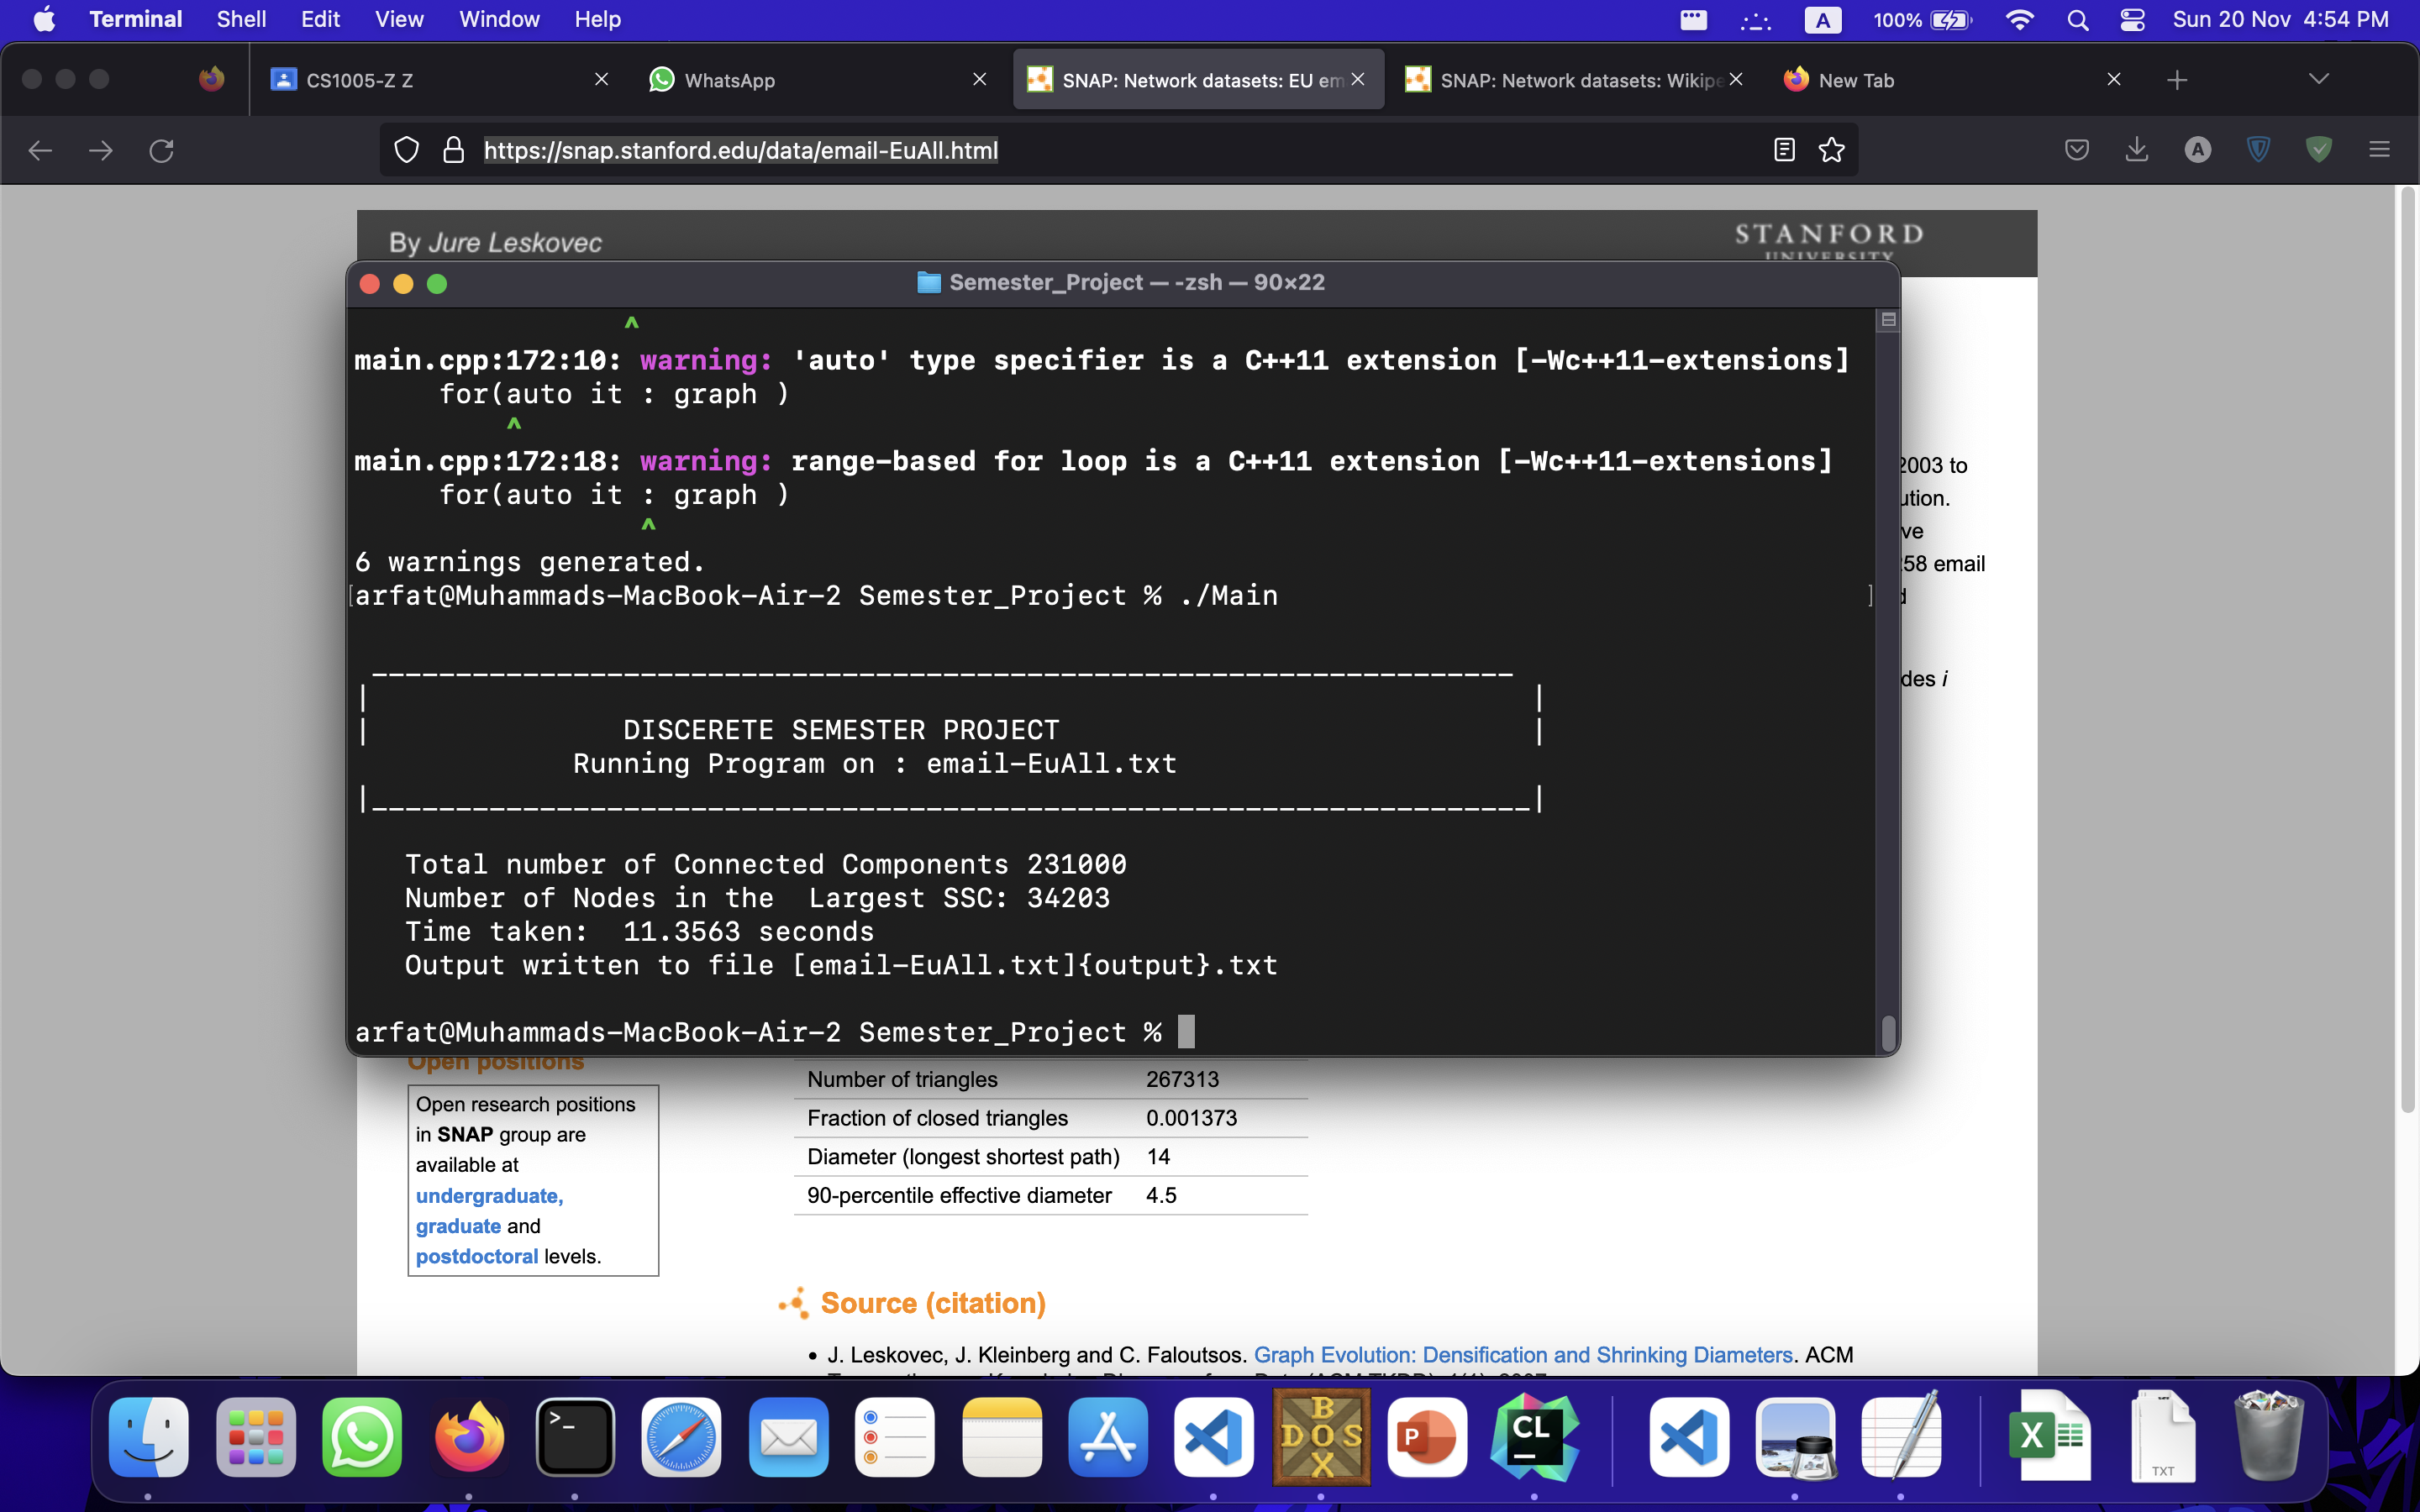 Terminal Shell Edit View Window Help A 100% Sun 20 Nov 4:54 PM
CS1005-Z Z WhatsApp SNAP: Network datasets: EU em SNAP: Network datasets: Wikipe New Tab
https://snap.stanford.edu/data/email-EuAll.html A
By Jure Leskovec STANFORD
UNIVERSITY
Semester_Project — -zsh — 90×22
^
main.cpp:172:10: warning: 'auto' type specifier is a C++11 extension [-Wc++11-extensions]
for(auto it : graph )
^
main.cpp:172:18: warning: range-based for loop is a C++11 extension [-Wc++11-extensions]
for(auto it : graph )
^
6 warnings generated.
[arfat@Muhammads-MacBook-Air-2 Semester_Project % ./Main ]
DISCERETE SEMESTER PROJECT
Running Program on : email-EuAll.txt
Total number of Connected Components 231000
Number of Nodes in the  Largest SSC: 34203
Time taken:  11.3563 seconds
Output written to file [email-EuAll.txt]{output}.txt
arfat@Muhammads-MacBook-Air-2 Semester_Project %
2003 to
ution.
ve
58 email
des i
Open positions
Open research positions
in SNAP group are
available at
undergraduate,
graduate and
postdoctoral levels.
Number of triangles 267313
Fraction of closed triangles 0.001373
Diameter (longest shortest path) 14
90-percentile effective diameter 4.5
Source (citation)
• J. Leskovec, J. Kleinberg and C. Faloutsos. Graph Evolution: Densification and Shrinking Diameters. ACM
>_ BOX DOS P CL X TXT